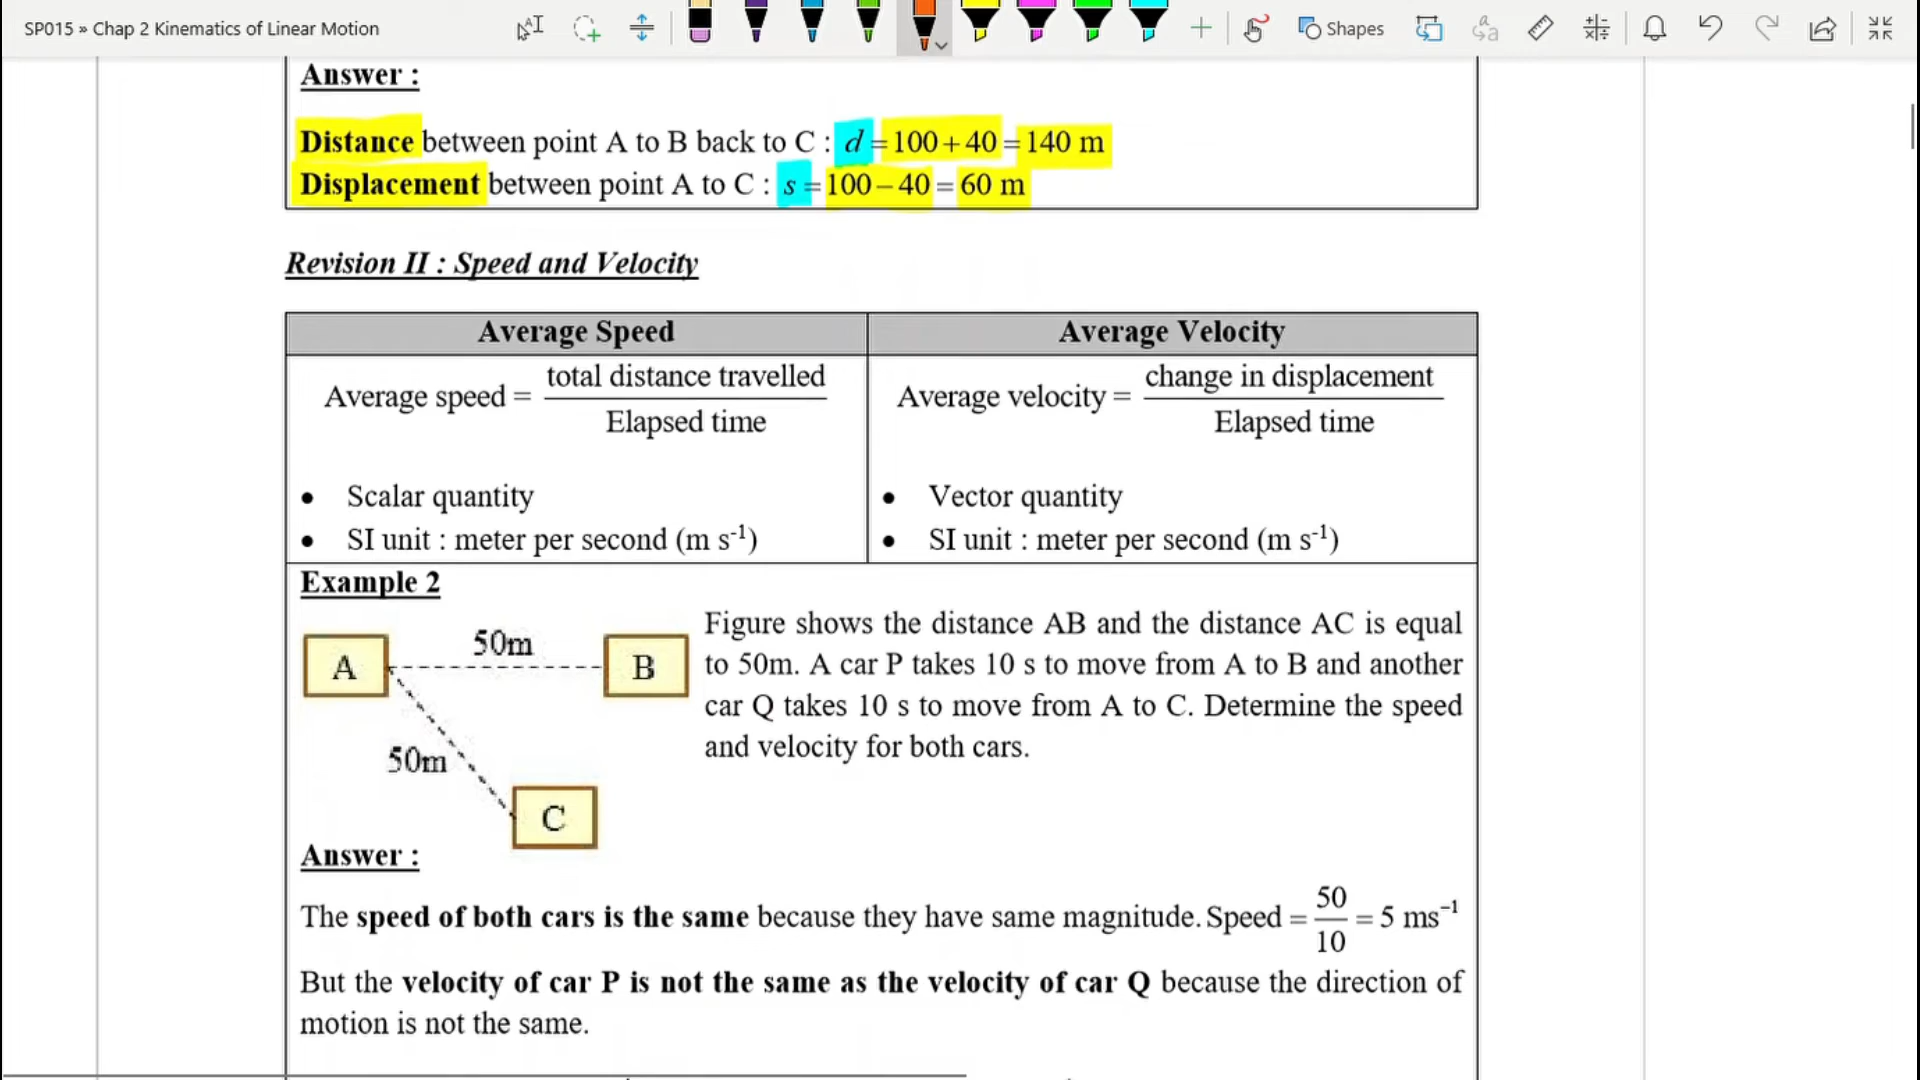 SP015 » Chap 2 Kinematics of Linear Motion
Shapes
Answer :
Distance between point A to B back to C : d = 100 + 40 = 140 m
Displacement between point A to C : s = 100 − 40 = 60 m
Revision II : Speed and Velocity
Average Speed
Average Velocity
Average speed = total distance travelled / Elapsed time
Average velocity = change in displacement / Elapsed time
• Scalar quantity
• SI unit : meter per second (m s⁻¹)
• Vector quantity
• SI unit : meter per second (m s⁻¹)
Example 2
A
50m
B
50m
C
Figure shows the distance AB and the distance AC is equal
to 50m. A car P takes 10 s to move from A to B and another
car Q takes 10 s to move from A to C. Determine the speed
and velocity for both cars.
Answer :
The speed of both cars is the same because they have same magnitude. Speed = 50/10 = 5 ms⁻¹
But the velocity of car P is not the same as the velocity of car Q because the direction of
motion is not the same.